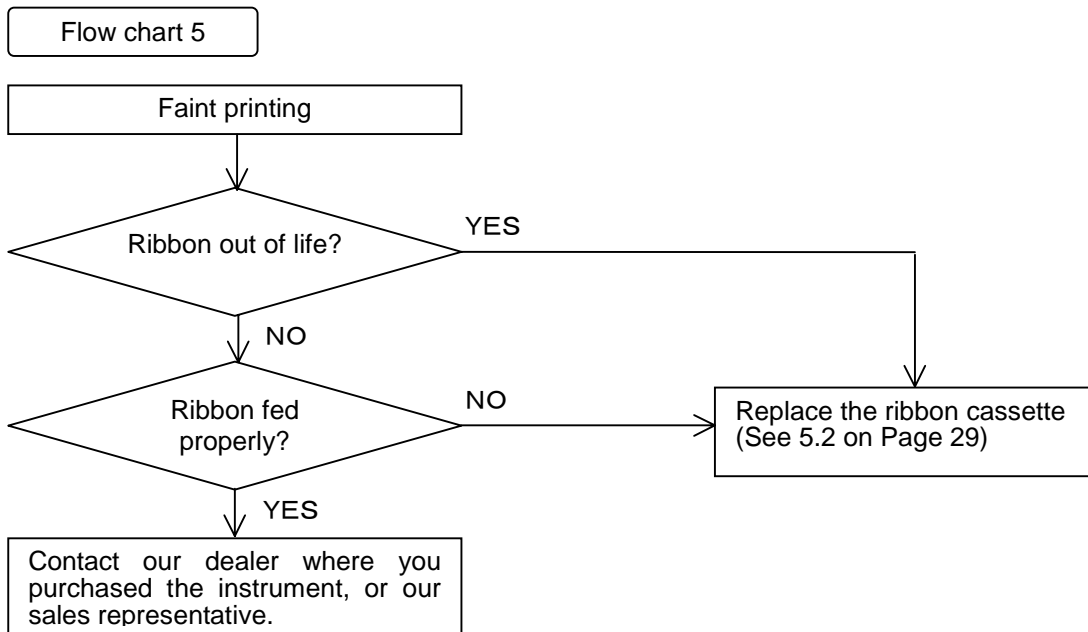 Flow chart 5
Faint printing
Ribbon out of life?
YES
NO
Ribbon fed
properly?
NO
Replace the ribbon cassette
(See 5.2 on Page 29)
YES
Contact our dealer where you
purchased the instrument, or our
sales representative.